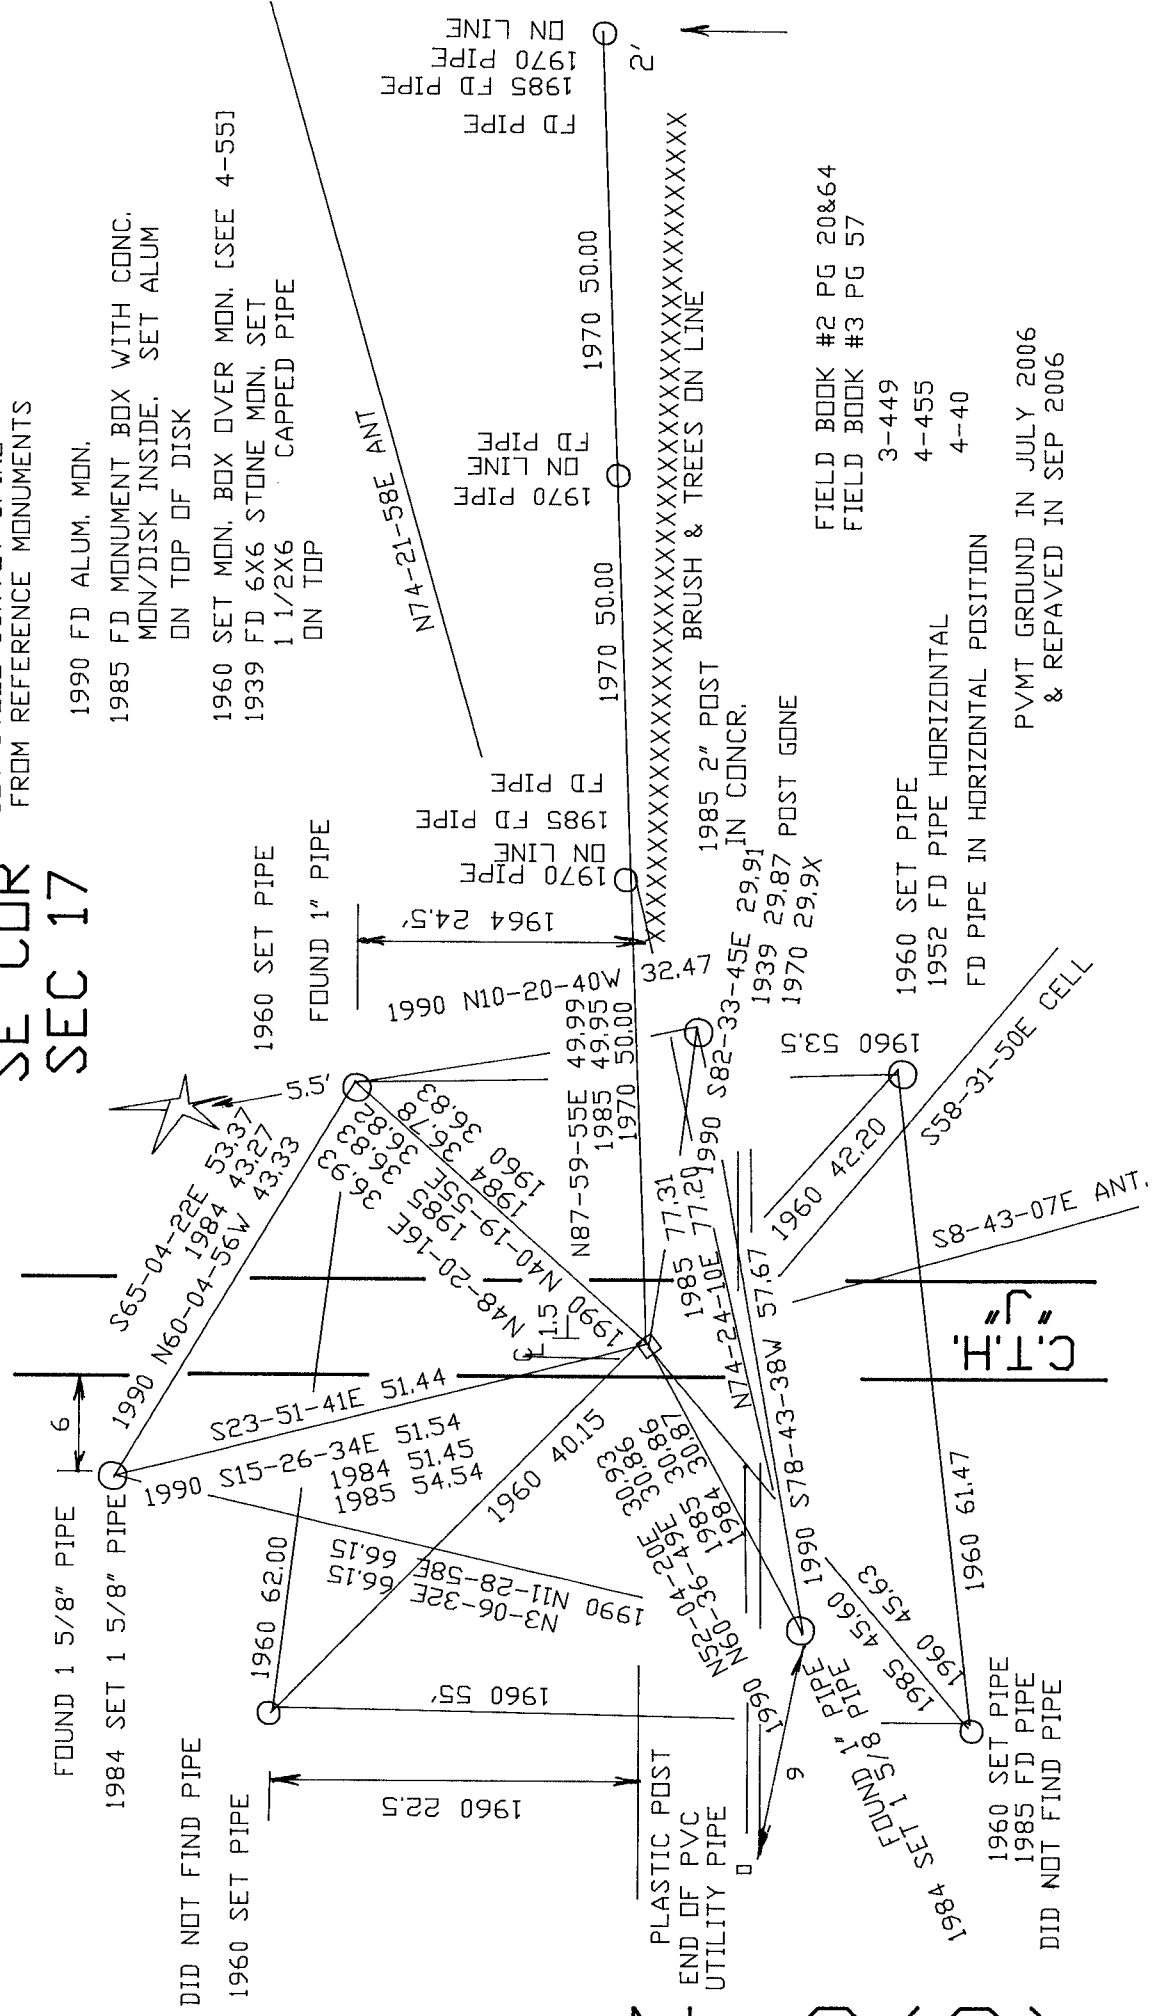 SE COR
SEC 17
FROM REFERENCE MONUMENTS
1990 FD ALUM. MON.
1985 FD MONUMENT BOX WITH CONC.
MON/DISK INSIDE. SET ALUM
ON TOP OF DISK
1960 SET MON. BOX OVER MON. [SEE 4-55]
1939 FD 6X6 STONE MON. SET
1 1/2X6 CAPPED PIPE
ON TOP
N74-21-58E ANT
1960 SET PIPE
FOUND 1" PIPE
5.5'
1964 24.5'
1990 N10-20-40W 32.47
FD PIPE
1985 FD PIPE
ON LINE
1970 PIPE
1970 50.00
FD PIPE
ON LINE
1970 PIPE
1970 50.00
FD PIPE
1985 FD PIPE
1970 PIPE
ON LINE
2'
BRUSH & TREES ON LINE
1985 2" POST
IN CONCR.
1990 S82-33-45E 29.91
1939 29.87 POST GONE
1970 29.9X
FIELD BOOK #2 PG 20&64
FIELD BOOK #3 PG 57
3-449
4-455
4-40
PVMT GROUND IN JULY 2006
& REPAVED IN SEP 2006
1960 SET PIPE
1952 FD PIPE HORIZONTAL
FD PIPE IN HORIZONTAL POSITION
1960 53.5
S58-31-50E CELL
S8-43-07E ANT.
1960 42.20
S65-04-22E 53.37
1984 43.27
1990 N60-04-56W 43.33
N48-20-16E 36.93
1985 36.83
1990 N40-19-55E 36.82
1984 36.78
1960 36.83
N87-59-55E 49.99
1985 49.95
1970 50.00
1.5
77.31
1985 77.20
N74-24-10E
1990 S78-43-38W 57.67
C.T.H.
"J"
6
FOUND 1 5/8" PIPE
1984 SET 1 5/8" PIPE
S23-51-41E 51.44
1990 S15-26-34E 51.54
1984 51.45
1985 54.54
1960 40.15
1960 62.00
N3-06-32E 66.15
1990 N11-28-58E 66.15
N52-04-20E 30.93
1990 N60-36-49E 30.86
1985 30.86
1984 30.87
DID NOT FIND PIPE
1960 SET PIPE
1960 55'
1960 22.5
PLASTIC POST
END OF PVC
UTILITY PIPE
9
FOUND 1" PIPE
1984 SET 1 5/8 PIPE
1985 45.60
1960 45.63
1960 61.47
1960 SET PIPE
1985 FD PIPE
DID NOT FIND PIPE